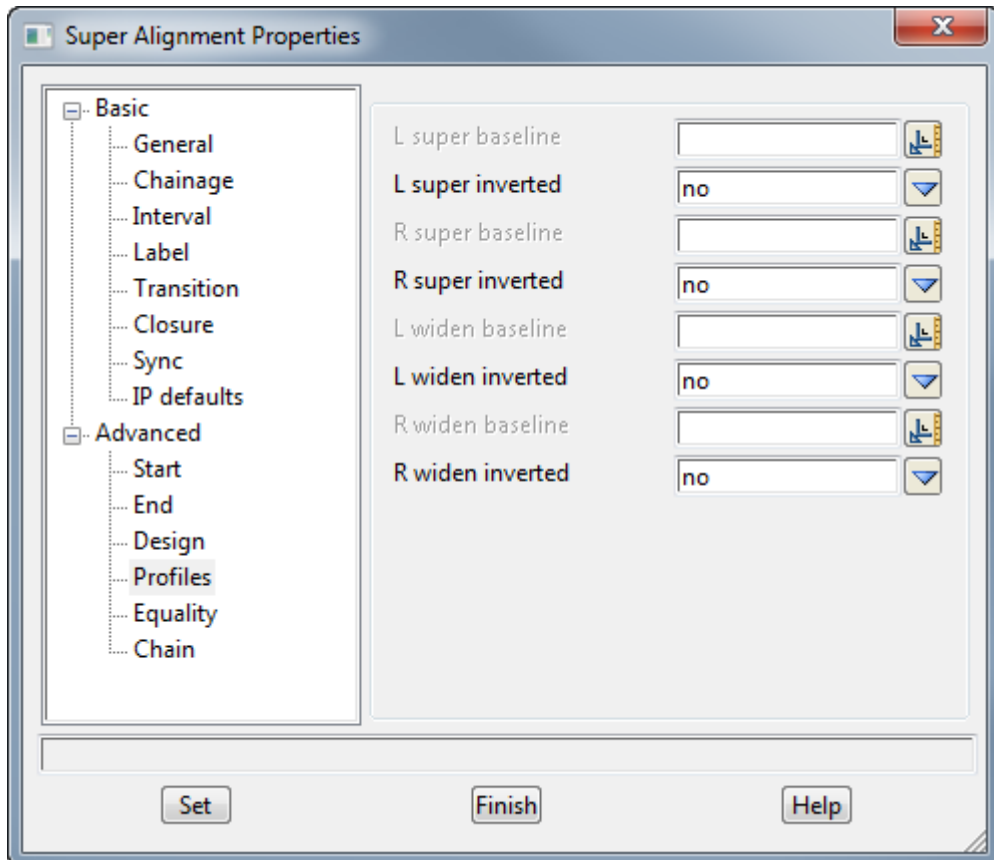 Super Alignment Properties
Basic
General
Chainage
Interval
Label
Transition
Closure
Sync
IP defaults
Advanced
Start
End
Design
Profiles
Equality
Chain
L super baseline
L super inverted no
R super baseline
R super inverted no
L widen baseline
L widen inverted no
R widen baseline
R widen inverted no
Set Finish Help